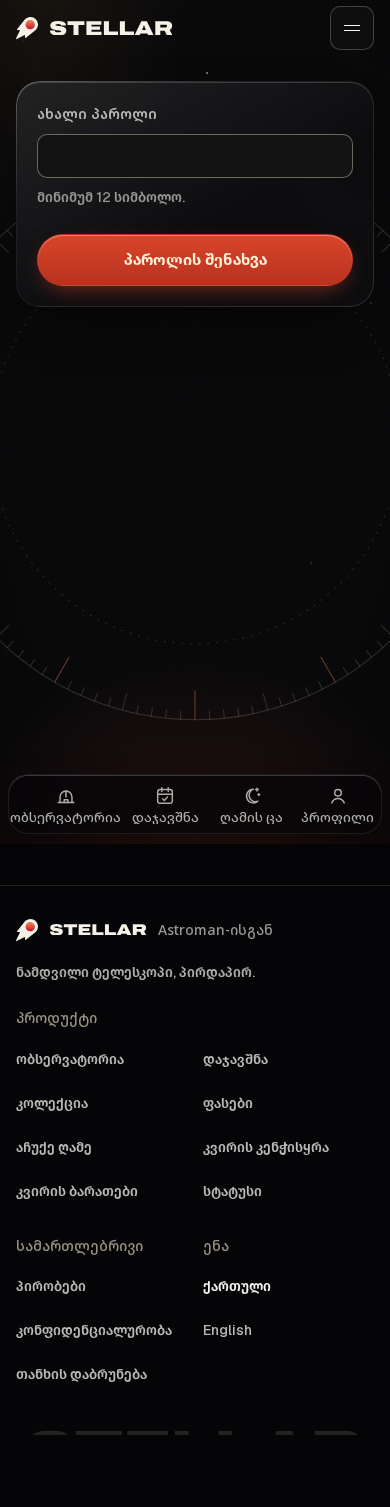 STELLAR
ახალი პაროლი
მინიმუმ 12 სიმბოლო.
პაროლის შენახვა
ობსერვატორია დაჯავშნა ღამის ცა პროფილი
STELLAR Astroman-ისგან
ნამდვილი ტელესკოპი, პირდაპირ.
პროდუქტი
ობსერვატორია დაჯავშნა
კოლექცია ფასები
აჩუქე ღამე კვირის კენჭისყრა
კვირის ბარათები სტატუსი
სამართლებრივი ენა
პირობები ქართული
კონფიდენციალურობა English
თანხის დაბრუნება